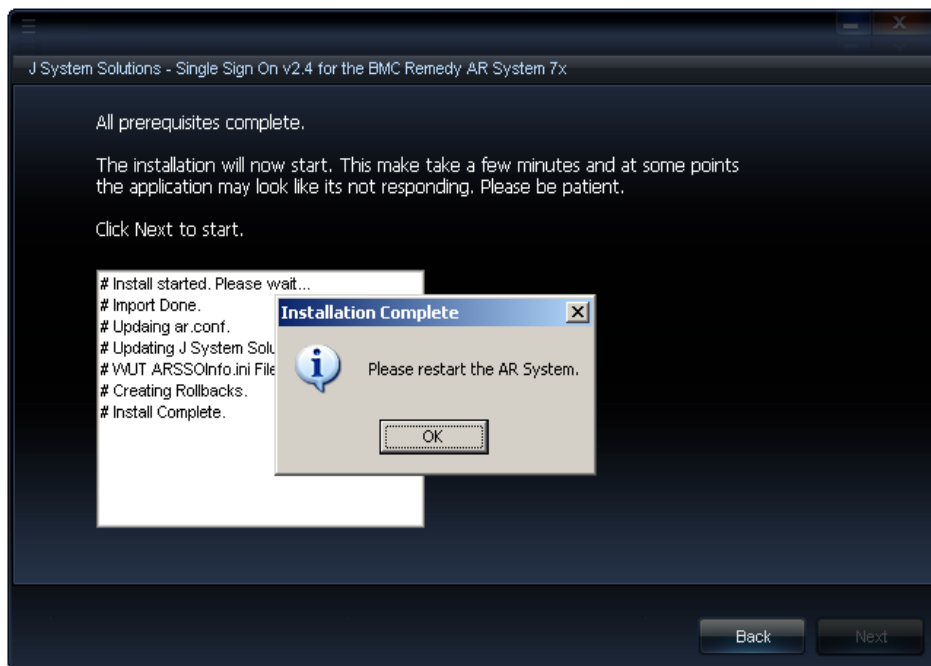 J System Solutions - Single Sign On v2.4 for the BMC Remedy AR System 7x
All prerequisites complete.
The installation will now start. This make take a few minutes and at some points
the application may look like its not responding. Please be patient.
Click Next to start.
# Install started. Please wait...
# Import Done.
# Updaing ar.conf.
# Updating J System Solu
# WUT ARSSOInfo.ini File
# Creating Rollbacks.
# Install Complete.
Installation Complete
Please restart the AR System.
OK
Back
Next